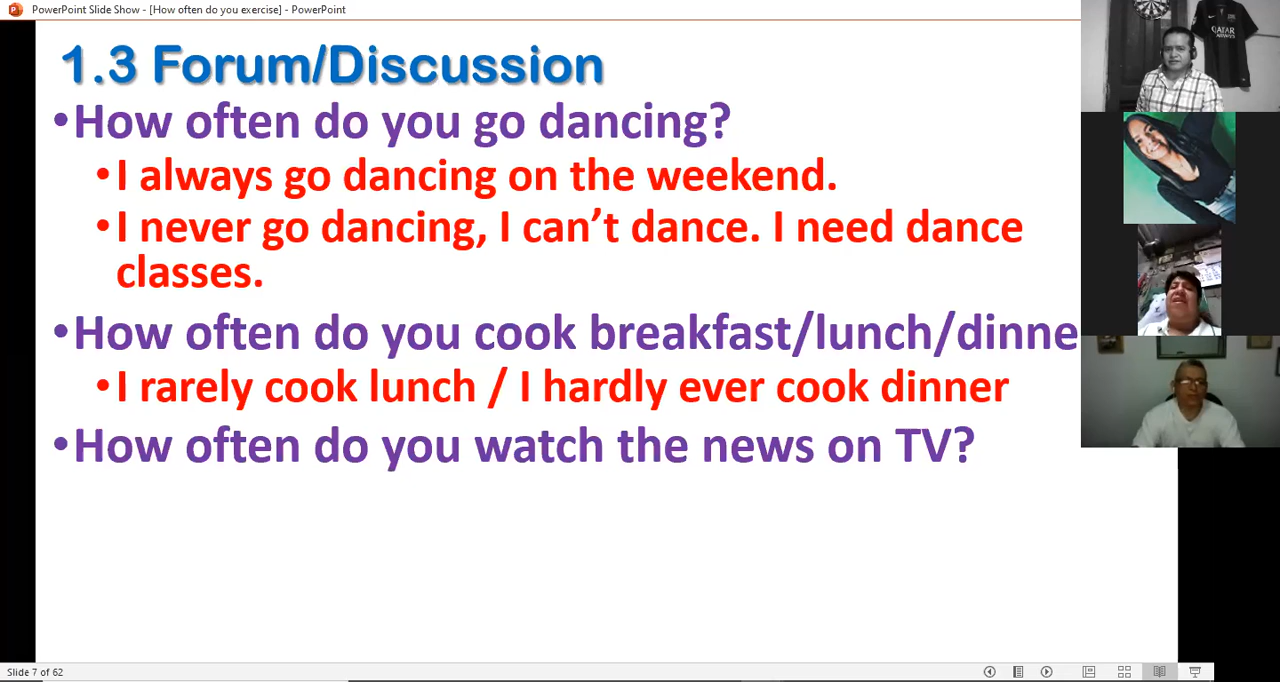 PowerPoint Slide Show - [How often do you exercise] - PowerPoint
1.3 Forum/Discussion
•How often do you go dancing?
•I always go dancing on the weekend.
•I never go dancing, I can't dance. I need dance
classes.
•How often do you cook breakfast/lunch/dinne
•I rarely cook lunch / I hardly ever cook dinner
•How often do you watch the news on TV?
QATAR
AIRWAYS
Slide 7 of 62